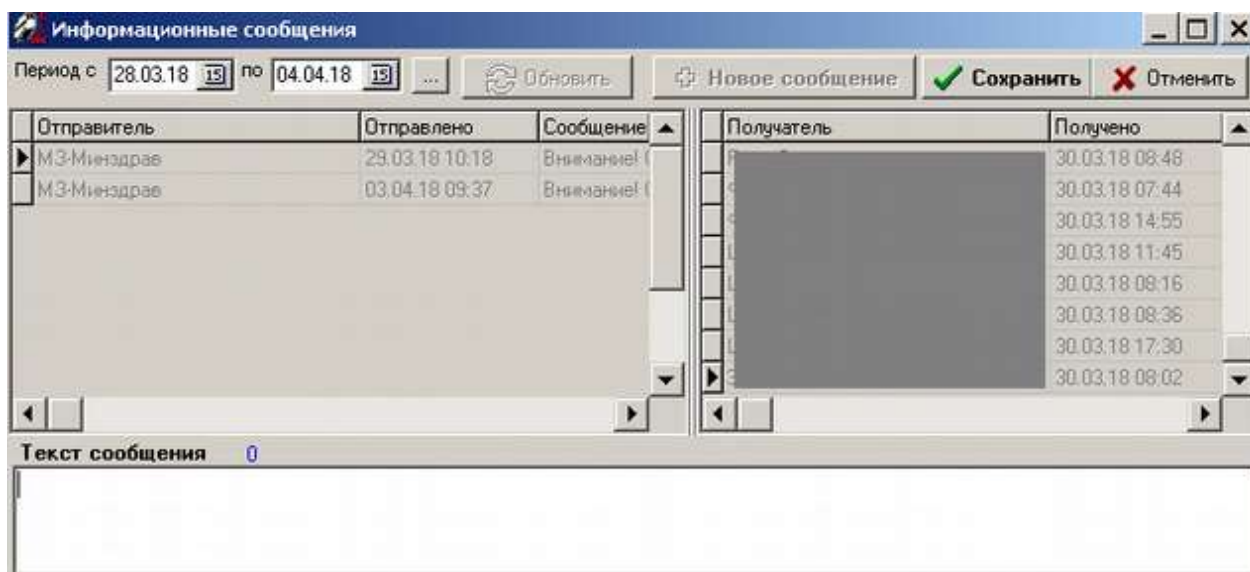 Информационные сообщения
Период с 28.03.18 15 по 04.04.18 15 ... Обновить Новое сообщение Сохранить Отменить
Отправитель Отправлено Сообщение Получатель Получено
МЗ-Минздрав 29.03.18 10:18 Внимание! 30.03.18 08:48
МЗ-Минздрав 03.04.18 09:37 Внимание! 30.03.18 07:44
30.03.18 14:55
30.03.18 11:45
30.03.18 08:16
30.03.18 08:36
30.03.18 17:30
30.03.18 08:02
Текст сообщения 0